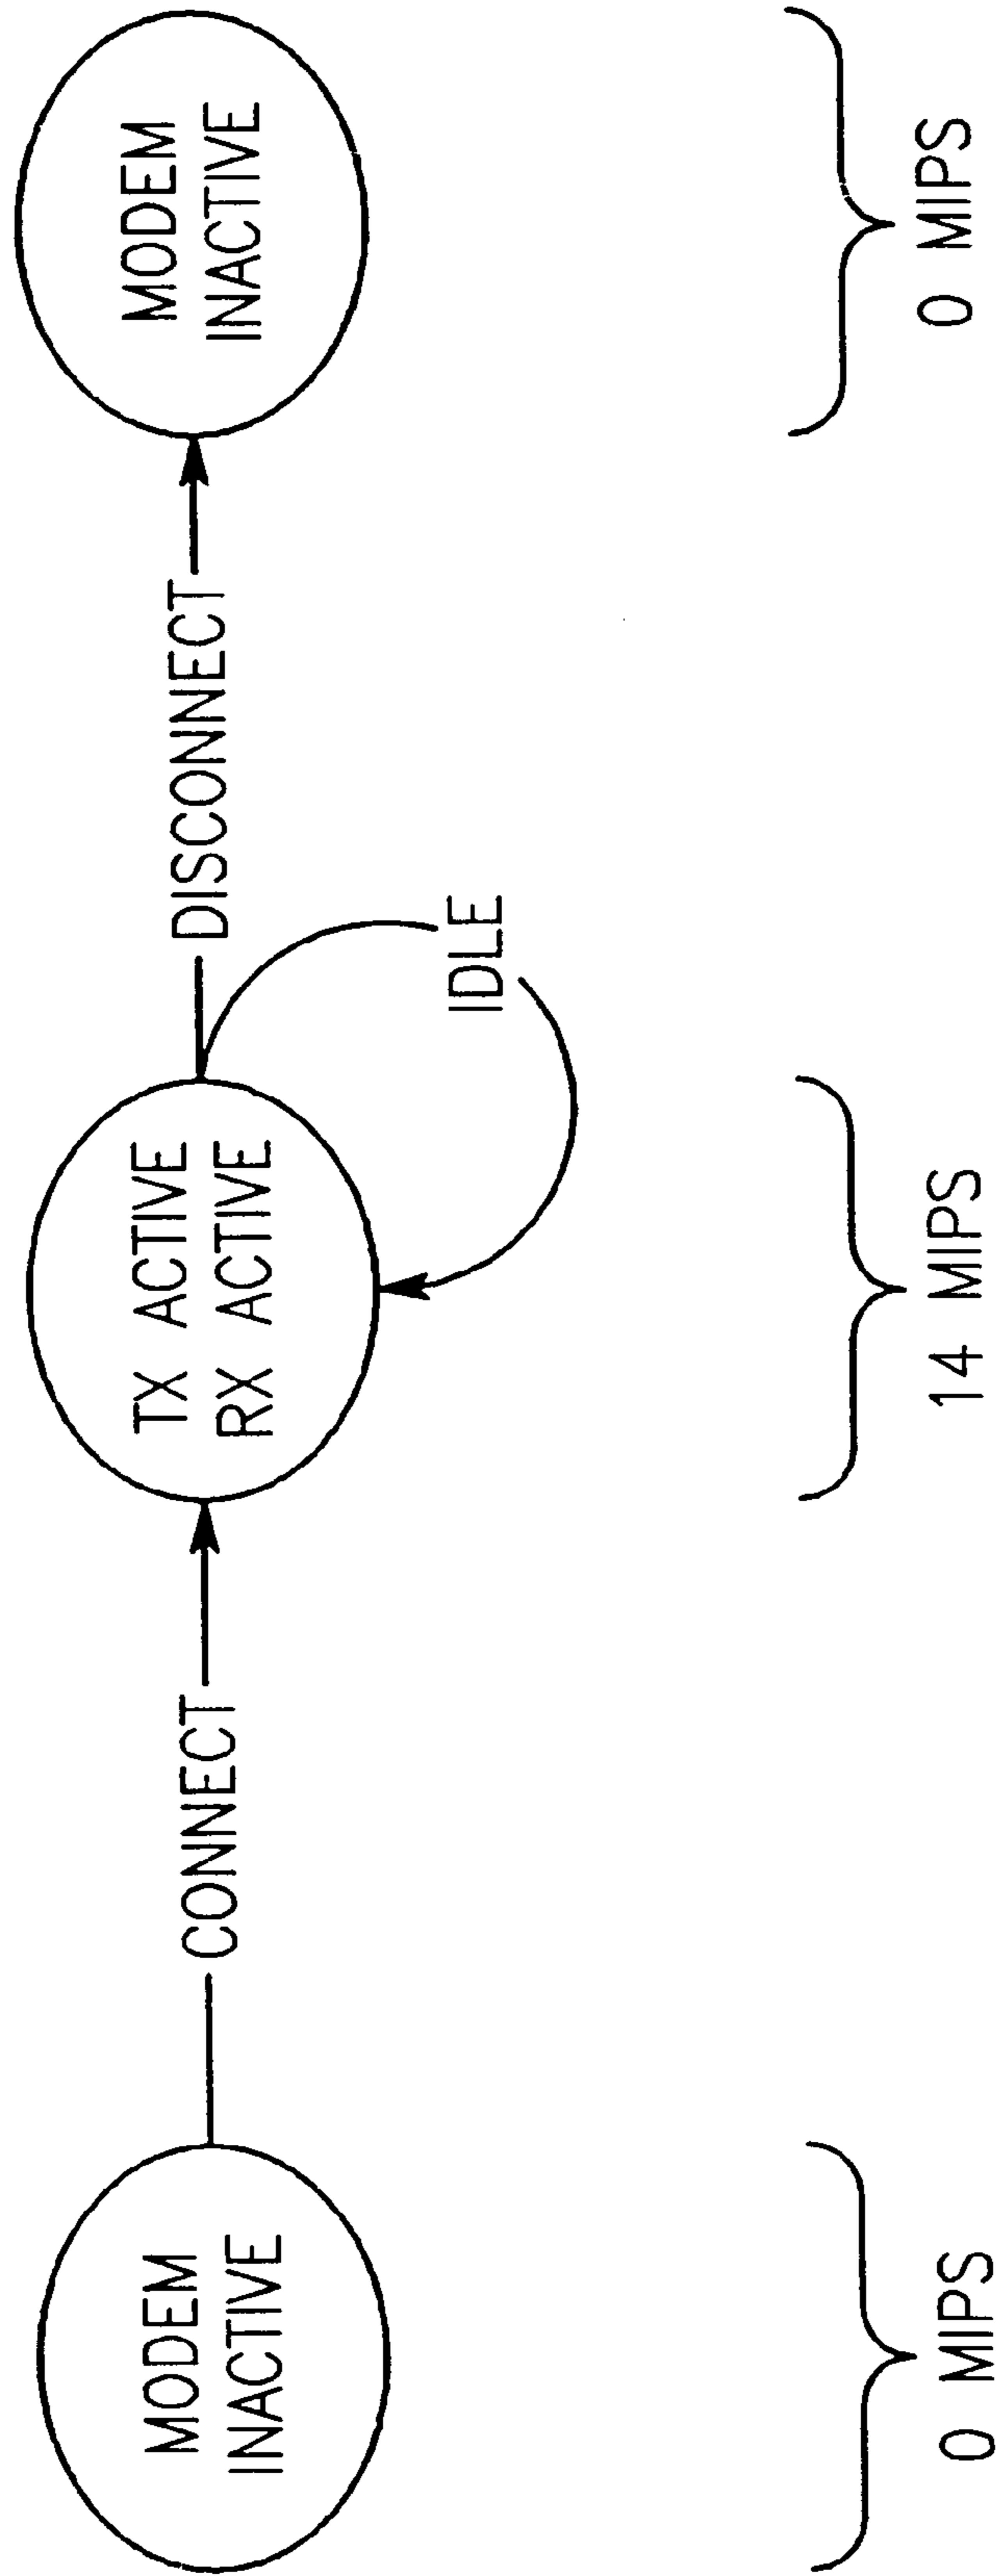 MODEM
INACTIVE
CONNECT
TX ACTIVE
RX ACTIVE
DISCONNECT
MODEM
INACTIVE
IDLE
0 MIPS
14 MIPS
0 MIPS